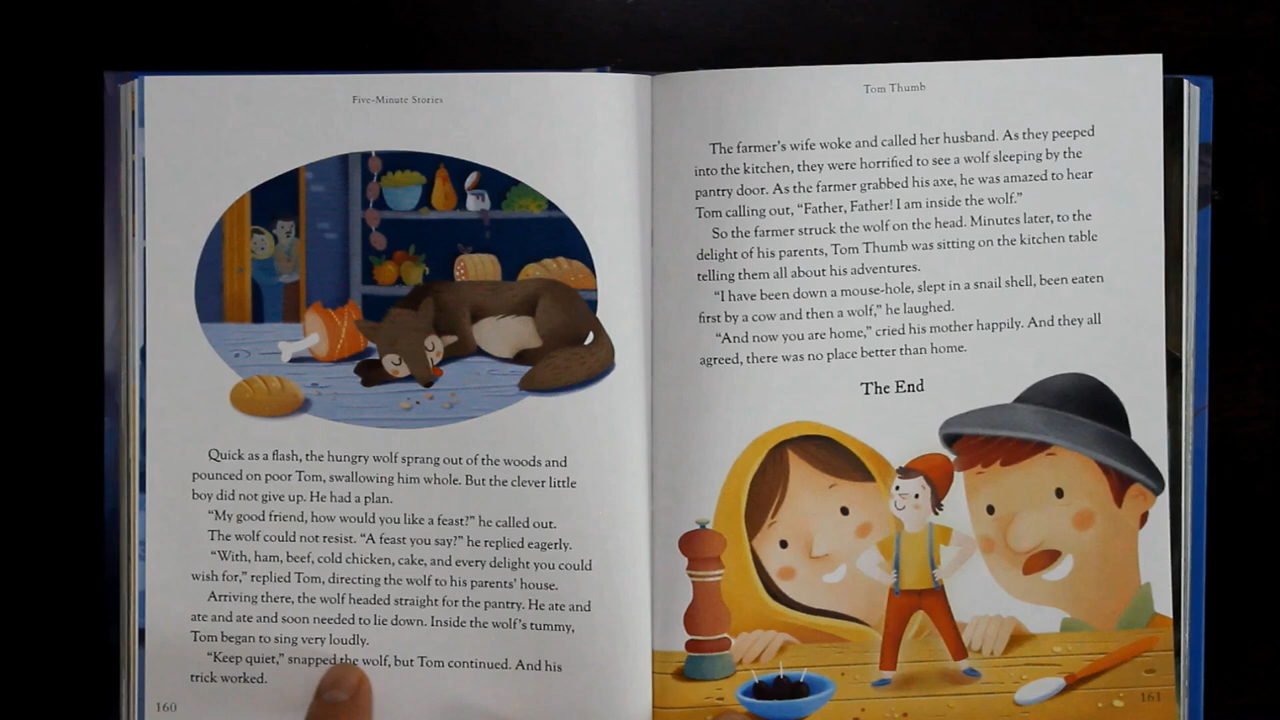 Five-Minute Stories
Quick as a flash, the hungry wolf sprang out of the woods and
pounced on poor Tom, swallowing him whole. But the clever little
boy did not give up. He had a plan.
“My good friend, how would you like a feast?” he called out.
The wolf could not resist. “A feast you say?” he replied eagerly.
“With, ham, beef, cold chicken, cake, and every delight you could
wish for,” replied Tom, directing the wolf to his parents’ house.
Arriving there, the wolf headed straight for the pantry. He ate and
ate and ate and soon needed to lie down. Inside the wolf’s tummy,
Tom began to sing very loudly.
“Keep quiet,” snapped the wolf, but Tom continued. And his
trick worked.
160
Tom Thumb
The farmer’s wife woke and called her husband. As they peeped
into the kitchen, they were horrified to see a wolf sleeping by the
pantry door. As the farmer grabbed his axe, he was amazed to hear
Tom calling out, “Father, Father! I am inside the wolf.”
So the farmer struck the wolf on the head. Minutes later, to the
delight of his parents, Tom Thumb was sitting on the kitchen table
telling them all about his adventures.
“I have been down a mouse-hole, slept in a snail shell, been eaten
first by a cow and then a wolf,” he laughed.
“And now you are home,” cried his mother happily. And they all
agreed, there was no place better than home.
The End
161